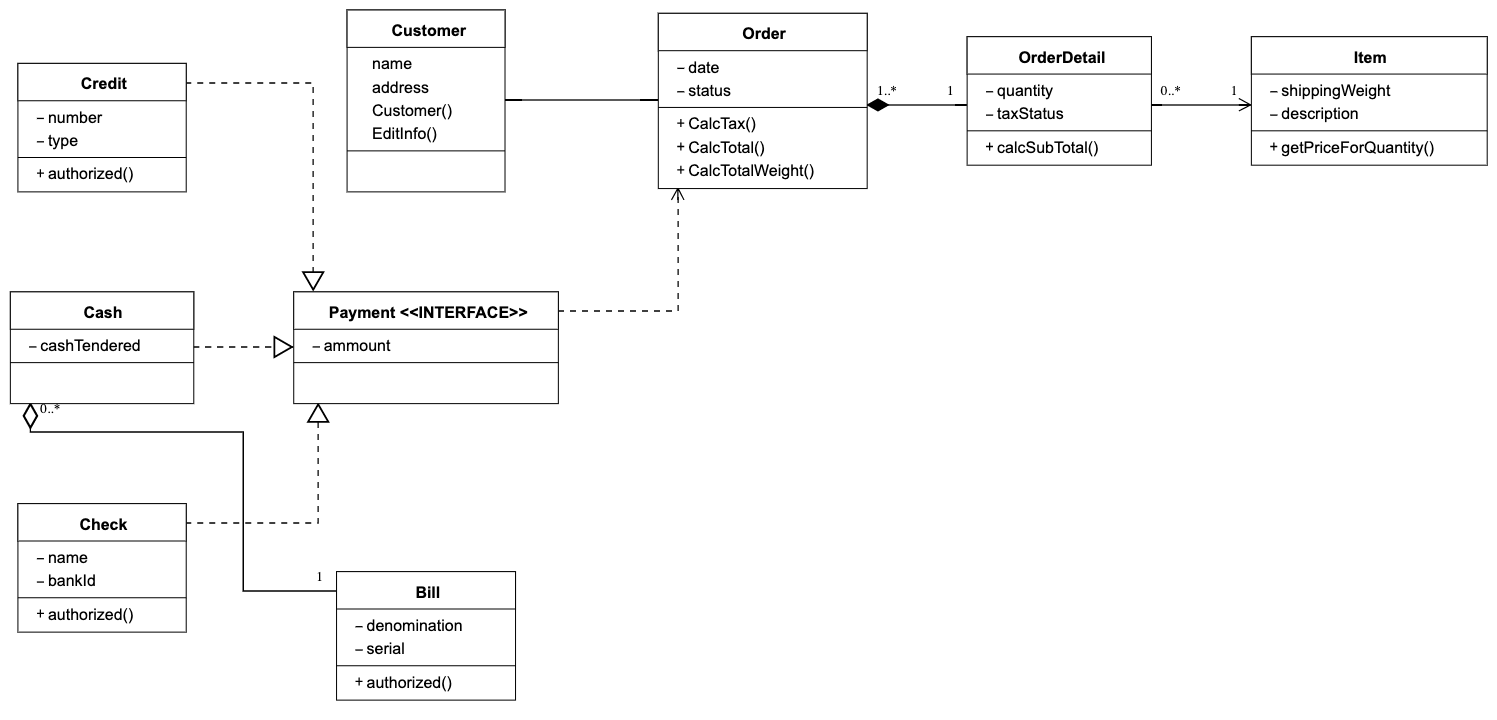 Customer
name
address
Customer()
EditInfo()
Order
– date
– status
+ CalcTax()
+ CalcTotal()
+ CalcTotalWeight()
1..*
1
OrderDetail
– quantity
– taxStatus
+ calcSubTotal()
0..*
1
Item
– shippingWeight
– description
+ getPriceForQuantity()
Credit
– number
– type
+ authorized()
Cash
– cashTendered
0..*
Payment <<INTERFACE>>
– ammount
Check
– name
– bankId
+ authorized()
1
Bill
– denomination
– serial
+ authorized()